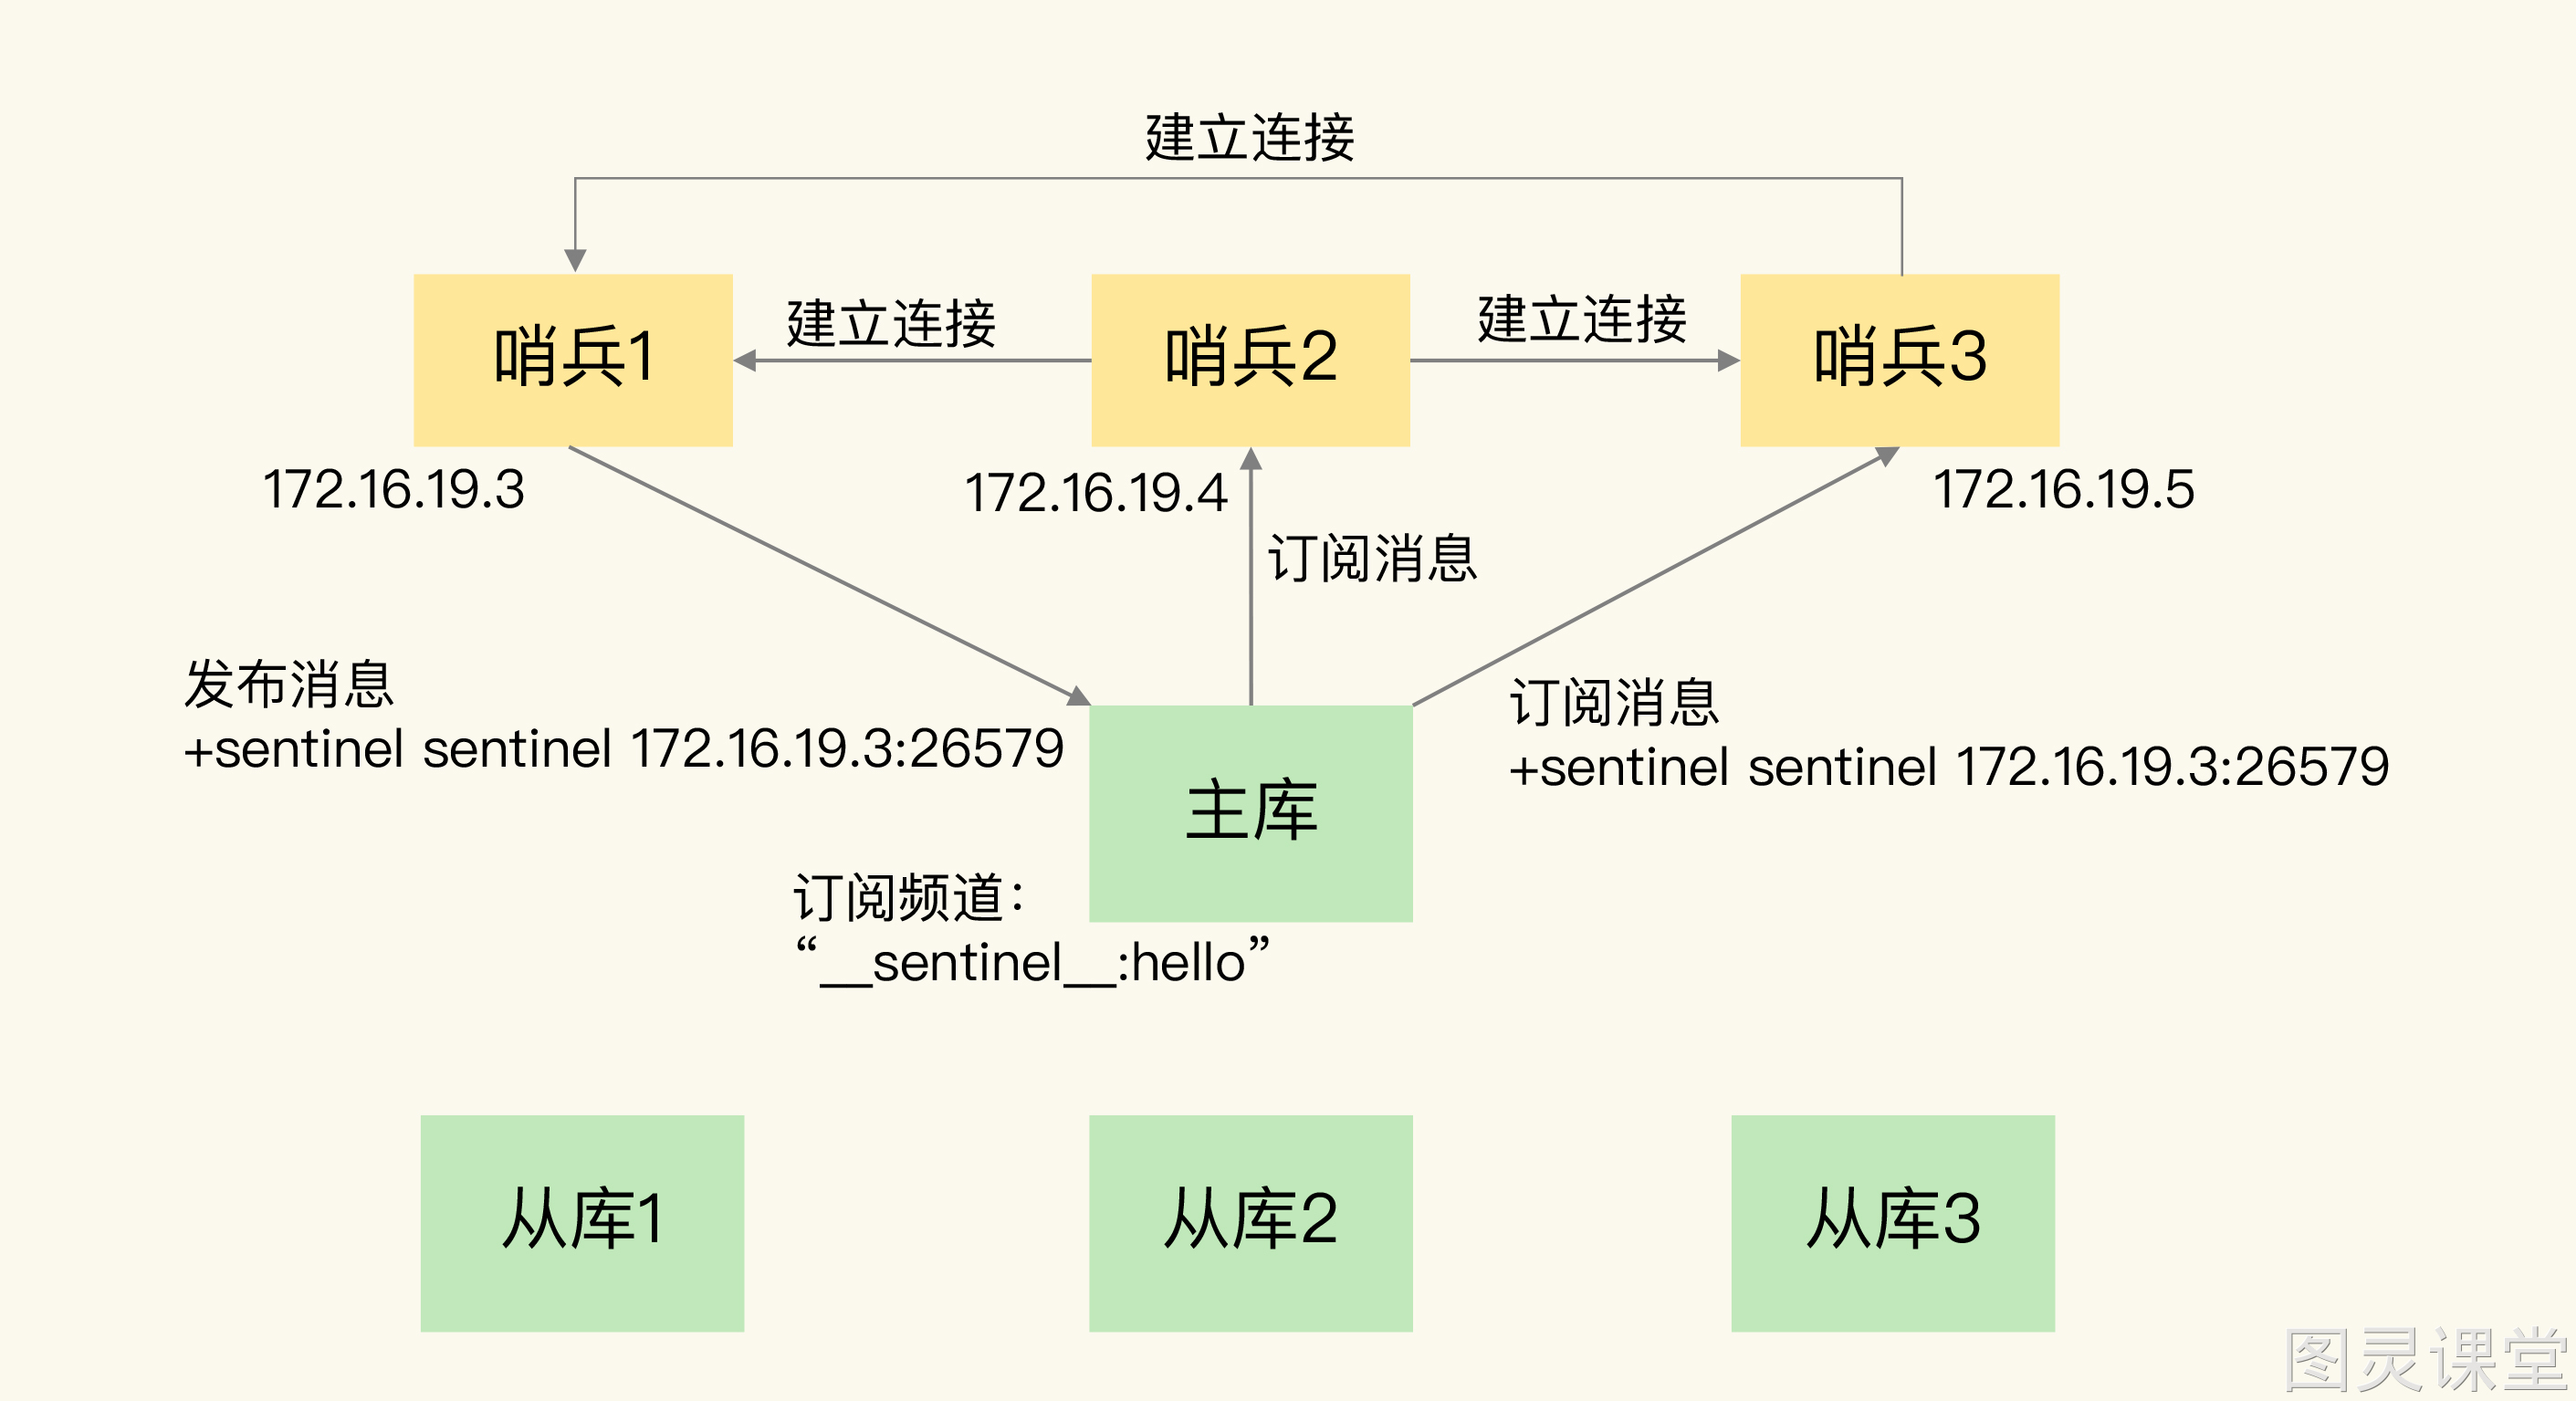 建立连接
哨兵1
建立连接
哨兵2
建立连接
哨兵3
172.16.19.3
172.16.19.4
172.16.19.5
订阅消息
发布消息
+sentinel sentinel 172.16.19.3:26579
订阅消息
+sentinel sentinel 172.16.19.3:26579
主库
订阅频道：
“__sentinel__:hello”
从库1
从库2
从库3
图灵课堂